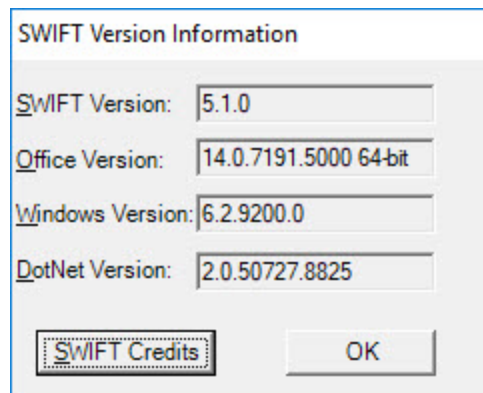 SWIFT Version Information
SWIFT Version: 5.1.0
Office Version: 14.0.7191.5000 64-bit
Windows Version: 6.2.9200.0
DotNet Version: 2.0.50727.8825
SWIFT Credits OK